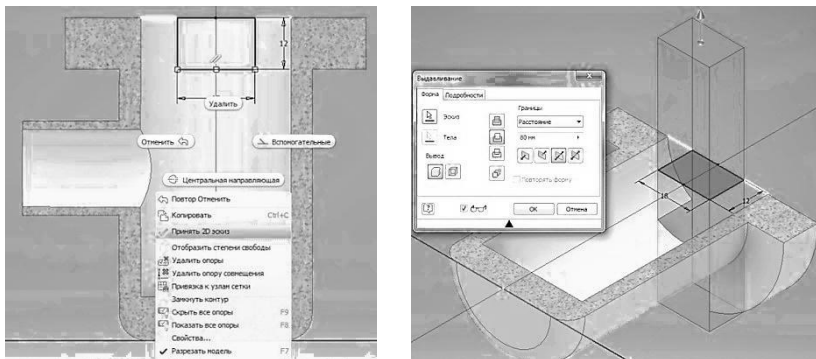 12
Удалить
Отменить
Вспомогательные
Центральная направляющая
Повтор Отменить
Копировать Ctrl+C
Принять 2D эскиз
Отобразить степени свободы
Удалить опоры
Удалить опору совмещения
Привязка к узлам сетки
Замкнуть контур
Скрыть все опоры F9
Показать все опоры F8
Свойства...
Разрезать модель F7
Выдавливание
Форма Подробности
Эскиз
Тела
Вывод
Границы
Расстояние
80 мм
Повторять форму
ОК Отмена
18
12